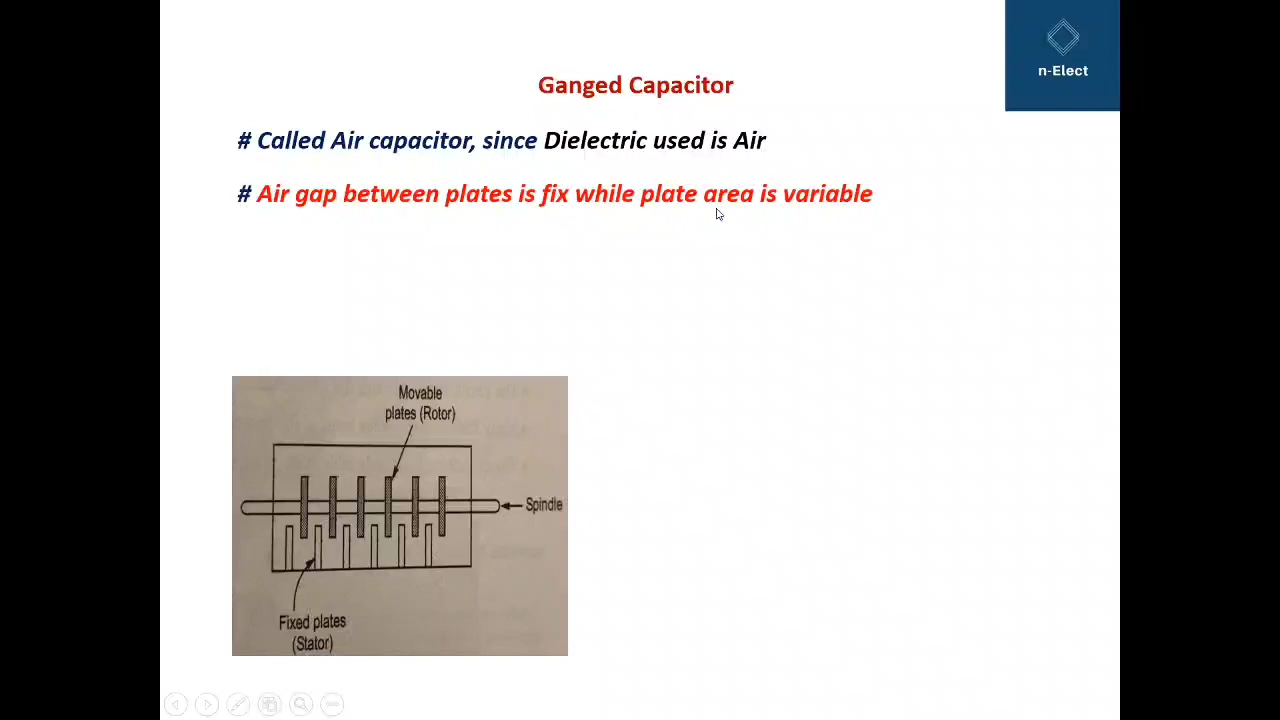 n-Elect
Ganged Capacitor
# Called Air capacitor, since Dielectric used is Air
# Air gap between plates is fix while plate area is variable
Movable
plates (Rotor)
Spindle
Fixed plates
(Stator)